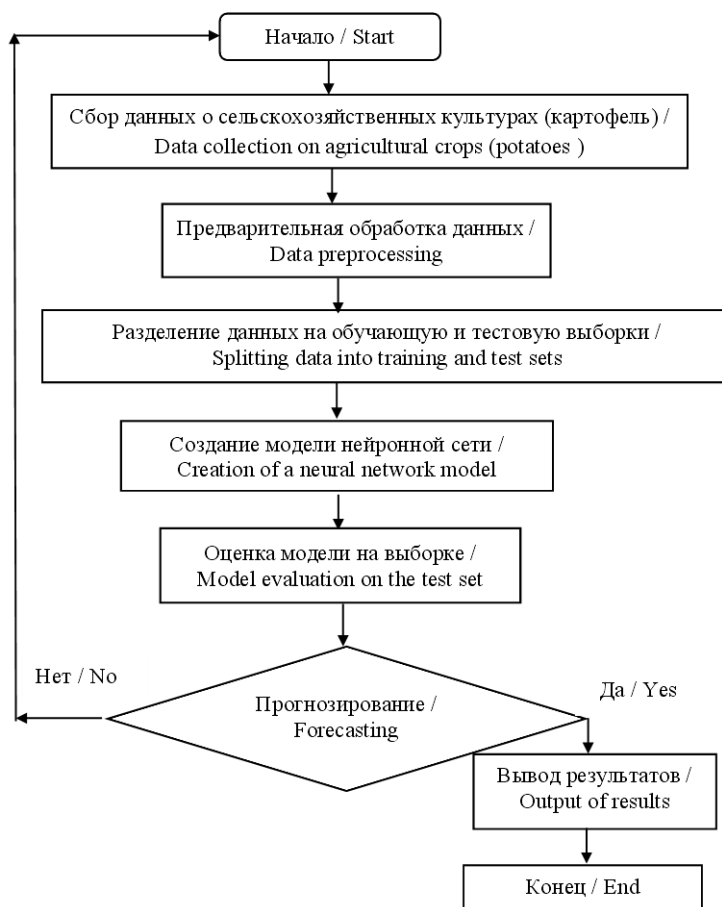 Начало / Start
Сбор данных о сельскохозяйственных культурах (картофель) /
Data collection on agricultural crops (potatoes )
Предварительная обработка данных /
Data preprocessing
Разделение данных на обучающую и тестовую выборки /
Splitting data into training and test sets
Создание модели нейронной сети /
Creation of a neural network model
Оценка модели на выборке /
Model evaluation on the test set
Нет / No
Прогнозирование /
Forecasting
Да / Yes
Вывод результатов /
Output of results
Конец / End